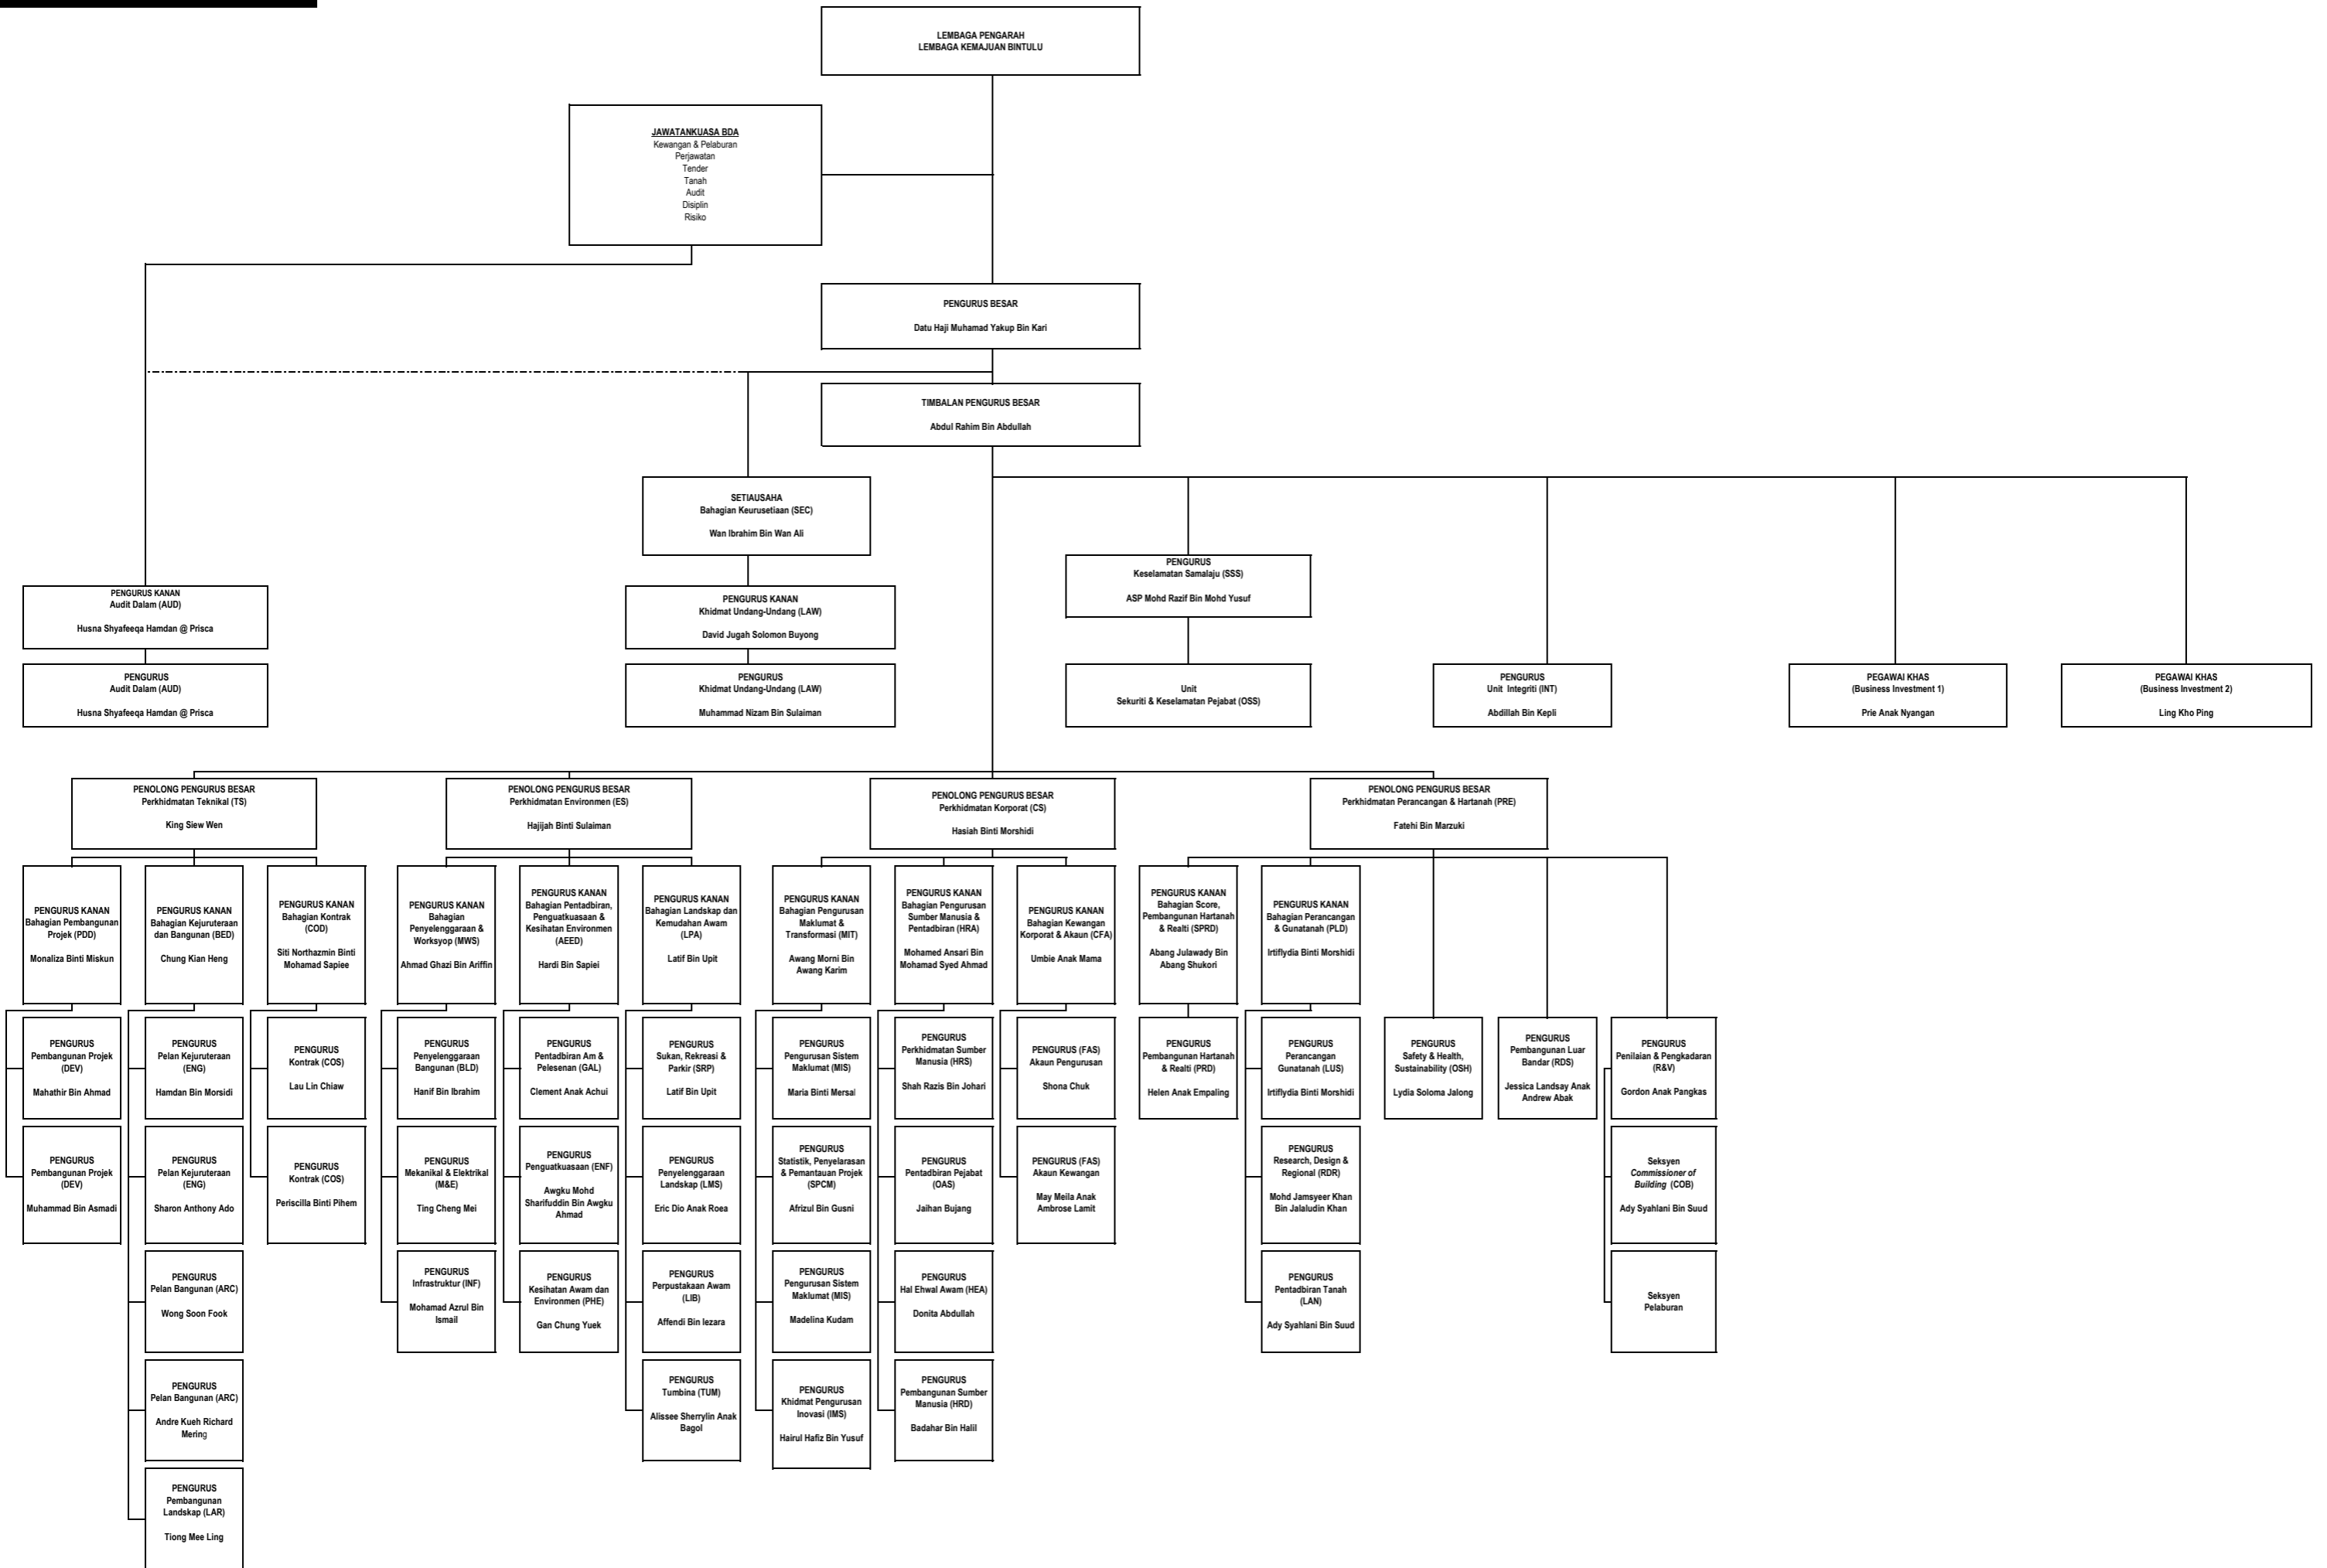 LEMBAGA PENGARAH
LEMBAGA KEMAJUAN BINTULU
JAWATANKUASA BDA
Kewangan & Pelaburan
Perjawatan
Tender
Tanah
Audit
Disiplin
Risiko
PENGURUS BESAR
Datu Haji Muhamad Yakup Bin Kari
TIMBALAN PENGURUS BESAR
Abdul Rahim Bin Abdullah
SETIAUSAHA
Bahagian Keurusetiaan (SEC)
Wan Ibrahim Bin Wan Ali
PENGURUS
Keselamatan Samalaju (SSS)
ASP Mohd Razif Bin Mohd Yusuf
PENGURUS KANAN
Audit Dalam (AUD)
Husna Shyafeeqa Hamdan @ Prisca
PENGURUS KANAN
Khidmat Undang-Undang (LAW)
David Jugah Solomon Buyong
PENGURUS
Audit Dalam (AUD)
Husna Shyafeeqa Hamdan @ Prisca
PENGURUS
Khidmat Undang-Undang (LAW)
Muhammad Nizam Bin Sulaiman
Unit
Sekuriti & Keselamatan Pejabat (OSS)
PENGURUS
Unit Integriti (INT)
Abdillah Bin Kepli
PEGAWAI KHAS
(Business Investment 1)
Prie Anak Nyangan
PEGAWAI KHAS
(Business Investment 2)
Ling Kho Ping
PENOLONG PENGURUS BESAR
Perkhidmatan Teknikal (TS)
King Siew Wen
PENOLONG PENGURUS BESAR
Perkhidmatan Environmen (ES)
Hajijah Binti Sulaiman
PENOLONG PENGURUS BESAR
Perkhidmatan Korporat (CS)
Hasiah Binti Morshidi
PENOLONG PENGURUS BESAR
Perkhidmatan Perancangan & Hartanah (PRE)
Fatehi Bin Marzuki
PENGURUS KANAN
Bahagian Pembangunan
Projek (PDD)
Monaliza Binti Miskun
PENGURUS KANAN
Bahagian Kejuruteraan
dan Bangunan (BED)
Chung Kian Heng
PENGURUS KANAN
Bahagian Kontrak
(COD)
Siti Northazmin Binti
Mohamad Sapiee
PENGURUS KANAN
Bahagian
Penyelenggaraan &
Worksyop (MWS)
Ahmad Ghazi Bin Ariffin
PENGURUS KANAN
Bahagian Pentadbiran,
Penguatkuasaan &
Kesihatan Environmen
(AEED)
Hardi Bin Sapiei
PENGURUS KANAN
Bahagian Landskap dan
Kemudahan Awam
(LPA)
Latif Bin Upit
PENGURUS KANAN
Bahagian Pengurusan
Maklumat &
Transformasi (MIT)
Awang Morni Bin
Awang Karim
PENGURUS KANAN
Bahagian Pengurusan
Sumber Manusia &
Pentadbiran (HRA)
Mohamed Ansari Bin
Mohamad Syed Ahmad
PENGURUS KANAN
Bahagian Kewangan
Korporat & Akaun (CFA)
Umbie Anak Mama
PENGURUS KANAN
Bahagian Score,
Pembangunan Hartanah
& Realti (SPRD)
Abang Julawady Bin
Abang Shukori
PENGURUS KANAN
Bahagian Perancangan
& Gunatanah (PLD)
Irtiflydia Binti Morshidi
PENGURUS
Pembangunan Projek
(DEV)
Mahathir Bin Ahmad
PENGURUS
Pelan Kejuruteraan
(ENG)
Hamdan Bin Morsidi
PENGURUS
Kontrak (COS)
Lau Lin Chiaw
PENGURUS
Penyelenggaraan
Bangunan (BLD)
Hanif Bin Ibrahim
PENGURUS
Pentadbiran Am &
Pelesenan (GAL)
Clement Anak Achui
PENGURUS
Sukan, Rekreasi &
Parkir (SRP)
Latif Bin Upit
PENGURUS
Pengurusan Sistem
Maklumat (MIS)
Maria Binti Mersal
PENGURUS
Perkhidmatan Sumber
Manusia (HRS)
Shah Razis Bin Johari
PENGURUS (FAS)
Akaun Pengurusan
Shona Chuk
PENGURUS
Pembangunan Hartanah
& Realti (PRD)
Helen Anak Empaling
PENGURUS
Perancangan
Gunatanah (LUS)
Irtiflydia Binti Morshidi
PENGURUS
Safety & Health,
Sustainability (OSH)
Lydia Soloma Jalong
PENGURUS
Pembangunan Luar
Bandar (RDS)
Jessica Landsay Anak
Andrew Abak
PENGURUS
Penilaian & Pengkadaran
(R&V)
Gordon Anak Pangkas
PENGURUS
Pembangunan Projek
(DEV)
Muhammad Bin Asmadi
PENGURUS
Pelan Kejuruteraan
(ENG)
Sharon Anthony Ado
PENGURUS
Kontrak (COS)
Periscilla Binti Pihem
PENGURUS
Mekanikal & Elektrikal
(M&E)
Ting Cheng Mei
PENGURUS
Penguatkuasaan (ENF)
Awgku Mohd
Sharifuddin Bin Awgku
Ahmad
PENGURUS
Penyelenggaraan
Landskap (LMS)
Eric Dio Anak Roea
PENGURUS
Statistik, Penyelarasan
& Pemantauan Projek
(SPCM)
Afrizul Bin Gusni
PENGURUS
Pentadbiran Pejabat
(OAS)
Jaihan Bujang
PENGURUS (FAS)
Akaun Kewangan
May Meila Anak
Ambrose Lamit
PENGURUS
Research, Design &
Regional (RDR)
Mohd Jamsyeer Khan
Bin Jalaludin Khan
Seksyen
Commissioner of
Building (COB)
Ady Syahlani Bin Suud
PENGURUS
Pelan Bangunan (ARC)
Wong Soon Fook
PENGURUS
Infrastruktur (INF)
Mohamad Azrul Bin
Ismail
PENGURUS
Kesihatan Awam dan
Environmen (PHE)
Gan Chung Yuek
PENGURUS
Perpustakaan Awam
(LIB)
Affendi Bin Iezara
PENGURUS
Pengurusan Sistem
Maklumat (MIS)
Madelina Kudam
PENGURUS
Hal Ehwal Awam (HEA)
Donita Abdullah
PENGURUS
Pentadbiran Tanah
(LAN)
Ady Syahlani Bin Suud
Seksyen
Pelaburan
PENGURUS
Pelan Bangunan (ARC)
Andre Kueh Richard
Mering
PENGURUS
Tumbina (TUM)
Alissee Sherrylin Anak
Bagol
PENGURUS
Khidmat Pengurusan
Inovasi (IMS)
Hairul Hafiz Bin Yusuf
PENGURUS
Pembangunan Sumber
Manusia (HRD)
Badahar Bin Halil
PENGURUS
Pembangunan
Landskap (LAR)
Tiong Mee Ling